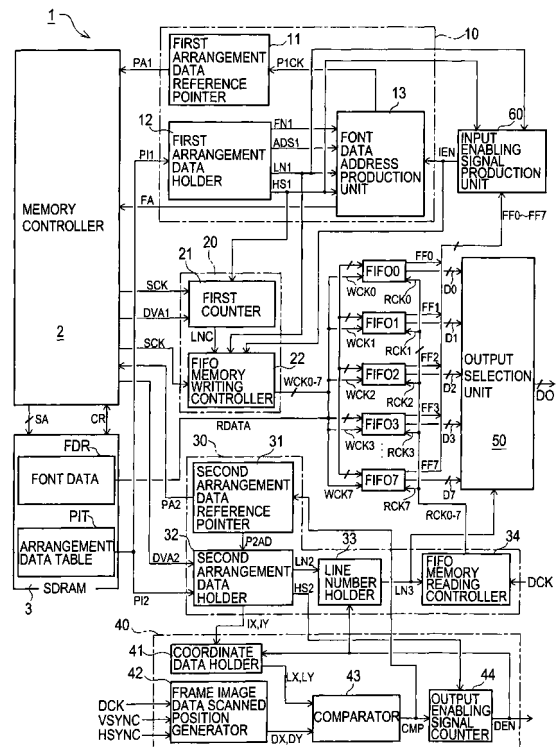 1
PA1
FIRST
ARRANGEMENT
DATA
REFERENCE
POINTER
11
P1CK
10
12
FIRST
ARRANGEMENT
DATA
HOLDER
PI1
FN1
ADS1
LN1
HS1
13
FONT
DATA
ADDRESS
PRODUCTION
UNIT
IEN
60
INPUT
ENABLING
SIGNAL
PRODUCTION
UNIT
FA
FF0~FF7
MEMORY
CONTROLLER
2
20
21
SCK
FIRST
COUNTER
DVA1
LNC
SCK
FIFO
MEMORY
WRITING
CONTROLLER
22
WCK0-7
RDATA
FIFO0
FF0
WCK0
RCK0
D0
FIFO1
FF1
WCK1
RCK1
D1
FIFO2
FF2
WCK2
RCK2
D2
FIFO3
FF3
WCK3
RCK3
D3
FIFO7
FF7
WCK7
RCK7
D7
RCK0-7
OUTPUT
SELECTION
UNIT
50
DO
SA
CR
FDR
FONT DATA
PIT
ARRANGEMENT
DATA TABLE
3
SDRAM
30
31
SECOND
ARRANGEMENT
DATA
REFERENCE
POINTER
PA2
P2AD
32
DVA2
SECOND
ARRANGEMENT
DATA
HOLDER
PI2
LN2
HS2
33
LINE
NUMBER
HOLDER
LN3
34
FIFO
MEMORY
READING
CONTROLLER
DCK
IX,IY
40
41
COORDINATE
DATA HOLDER
LX,LY
42
FRAME IMAGE
DATA SCANNED
POSITION
GENERATOR
DCK
VSYNC
HSYNC
DX,DY
43
COMPARATOR
CMP
44
OUTPUT
ENABLING
SIGNAL
COUNTER
DEN